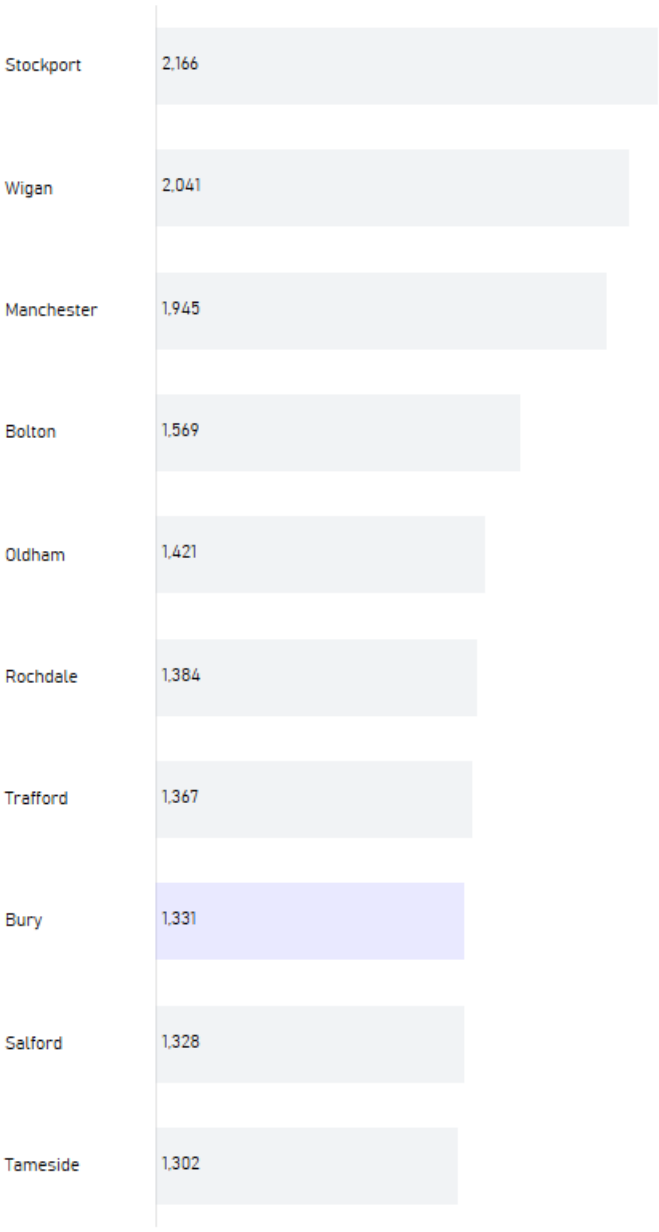 Stockport 2,166
Wigan 2,041
Manchester 1,945
Bolton 1,569
Oldham 1,421
Rochdale 1,384
Trafford 1,367
Bury 1,331
Salford 1,328
Tameside 1,302